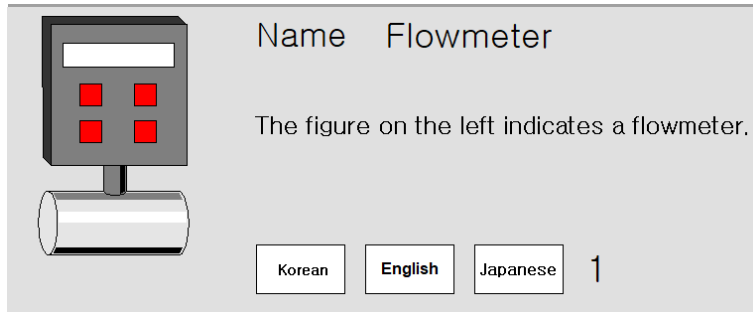 Name Flowmeter
The figure on the left indicates a flowmeter.
Korean English Japanese 1